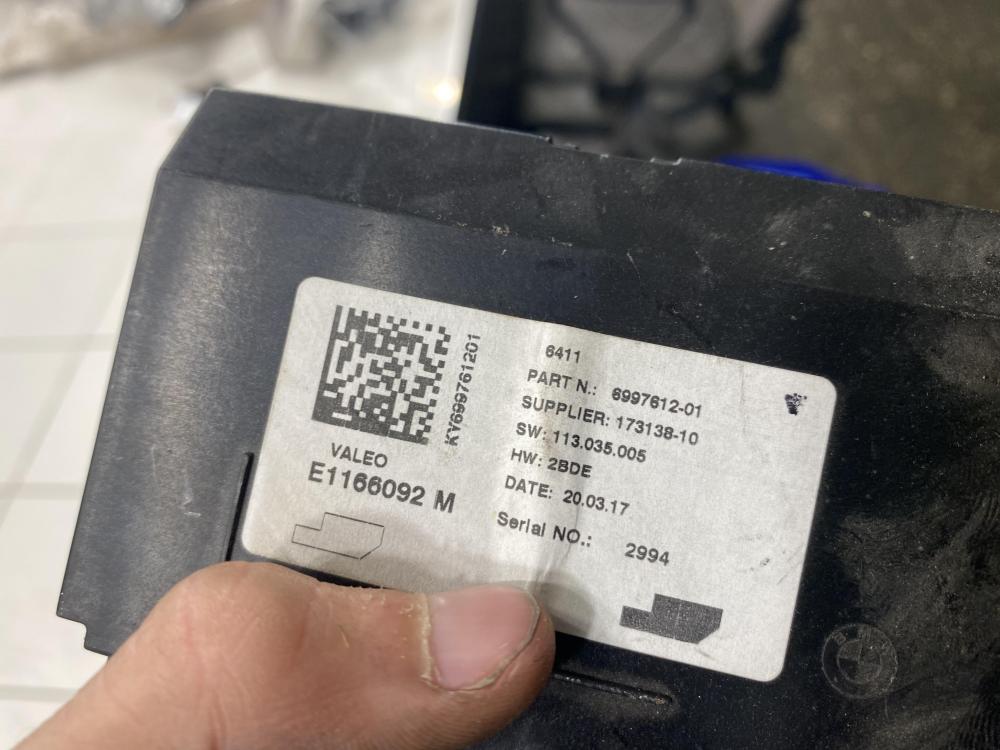 KY699761201
VALEO
E1166092 M
6411
PART N.: 6997612-01
SUPPLIER: 173138-10
SW: 113.035.005
HW: 2BDE
DATE: 20.03.17
Serial NO.: 2994